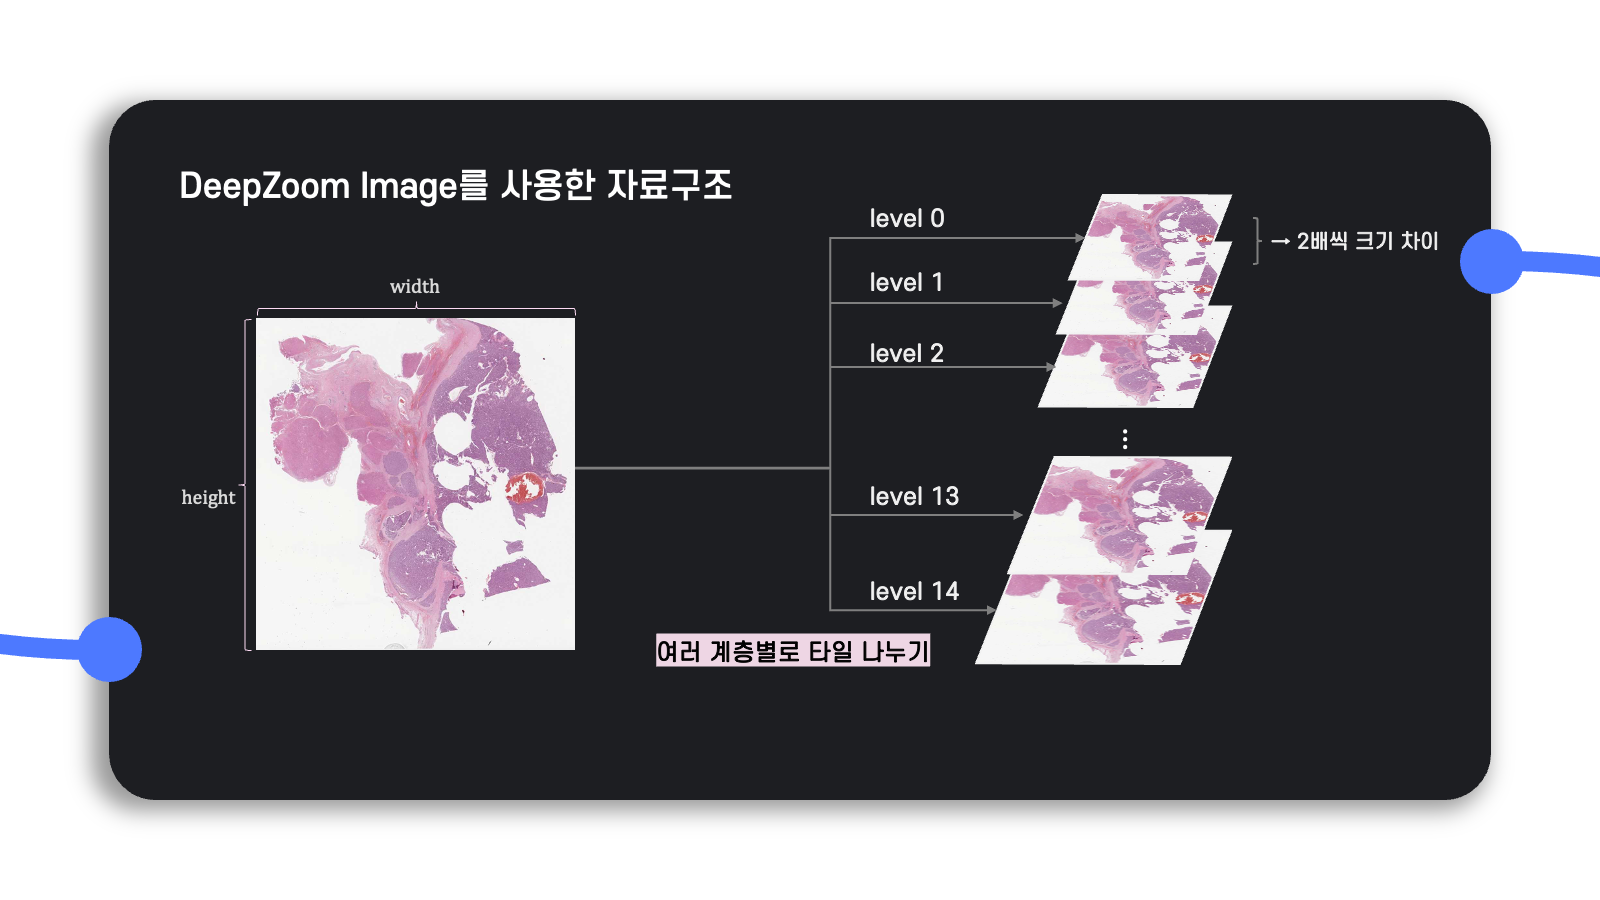 DeepZoom Image를 사용한 자료구조
width
height
level 0
level 1
level 2
level 13
level 14
→ 2배씩 크기 차이
여러 계층별로 타일 나누기